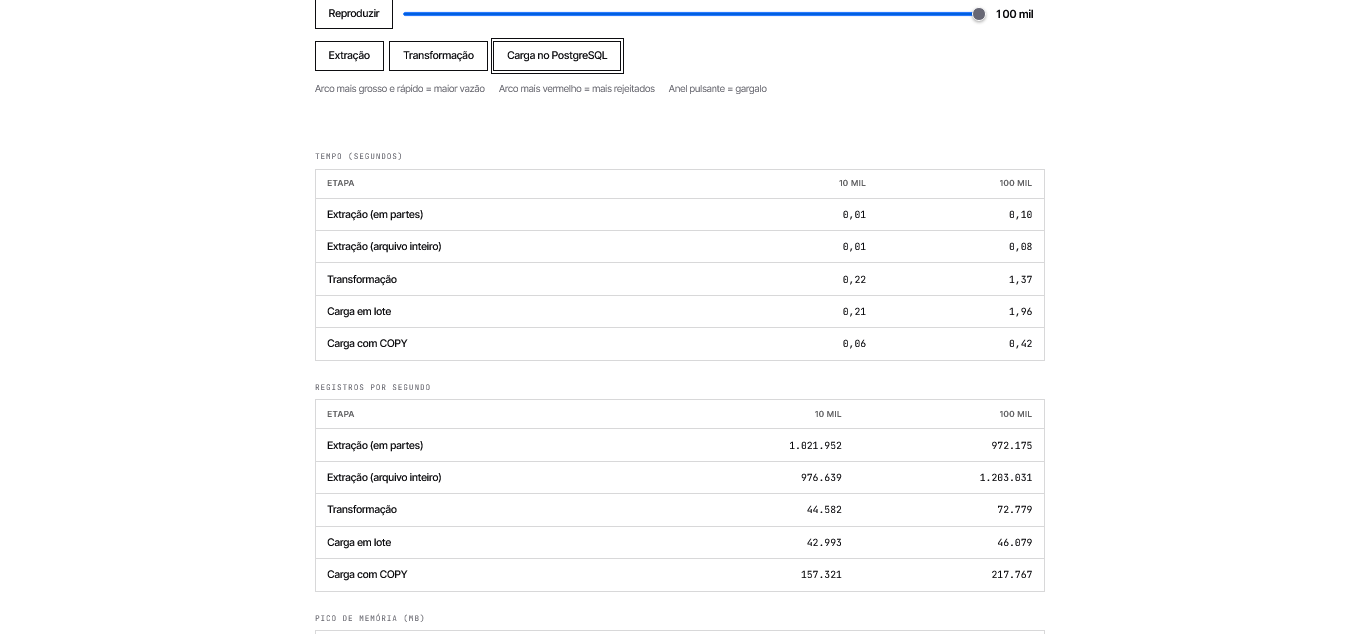 Reproduzir 100 mil
Extração Transformação Carga no PostgreSQL
Arco mais grosso e rápido = maior vazão Arco mais vermelho = mais rejeitados Anel pulsante = gargalo
TEMPO (SEGUNDOS)
ETAPA 10 MIL 100 MIL
Extração (em partes) 0,01 0,10
Extração (arquivo inteiro) 0,01 0,08
Transformação 0,22 1,37
Carga em lote 0,21 1,96
Carga com COPY 0,06 0,42
REGISTROS POR SEGUNDO
ETAPA 10 MIL 100 MIL
Extração (em partes) 1.021.952 972.175
Extração (arquivo inteiro) 976.639 1.203.031
Transformação 44.582 72.779
Carga em lote 42.993 46.079
Carga com COPY 157.321 217.767
PICO DE MEMÓRIA (MB)